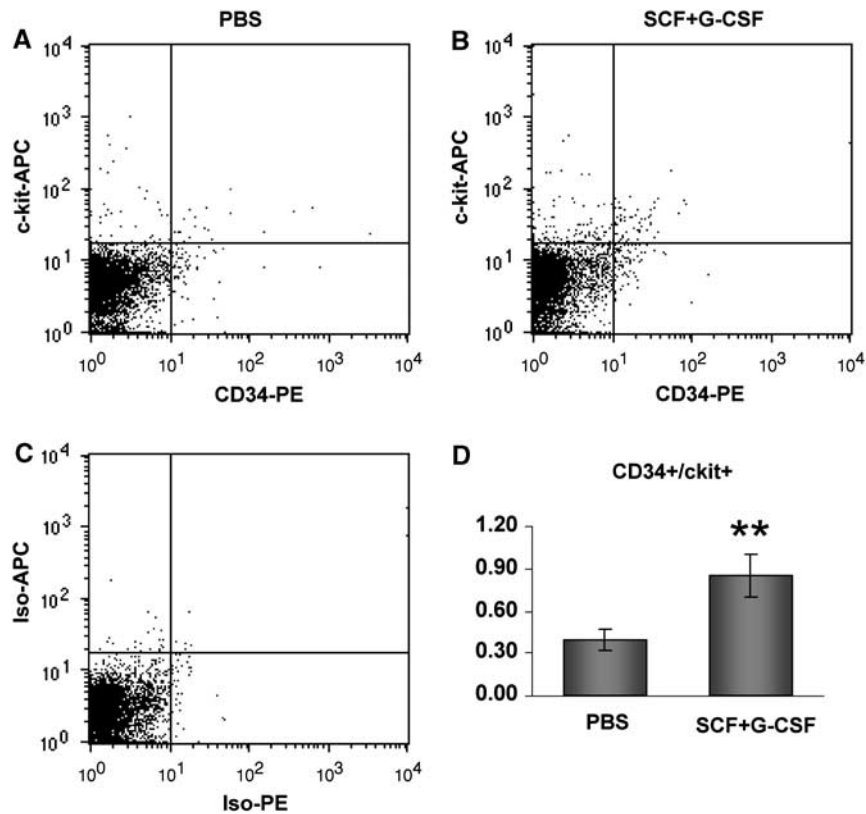 A
PBS
c-kit-APC
10^4
10^3
10^2
10^1
10^0
10^0 10^1 10^2 10^3 10^4
CD34-PE
B
SCF+G-CSF
c-kit-APC
10^4
10^3
10^2
10^1
10^0
10^0 10^1 10^2 10^3 10^4
CD34-PE
C
Iso-APC
10^4
10^3
10^2
10^1
10^0
10^0 10^1 10^2 10^3 10^4
Iso-PE
D
CD34+/ckit+
1.20
0.90
0.60
0.30
0.00
**
PBS SCF+G-CSF